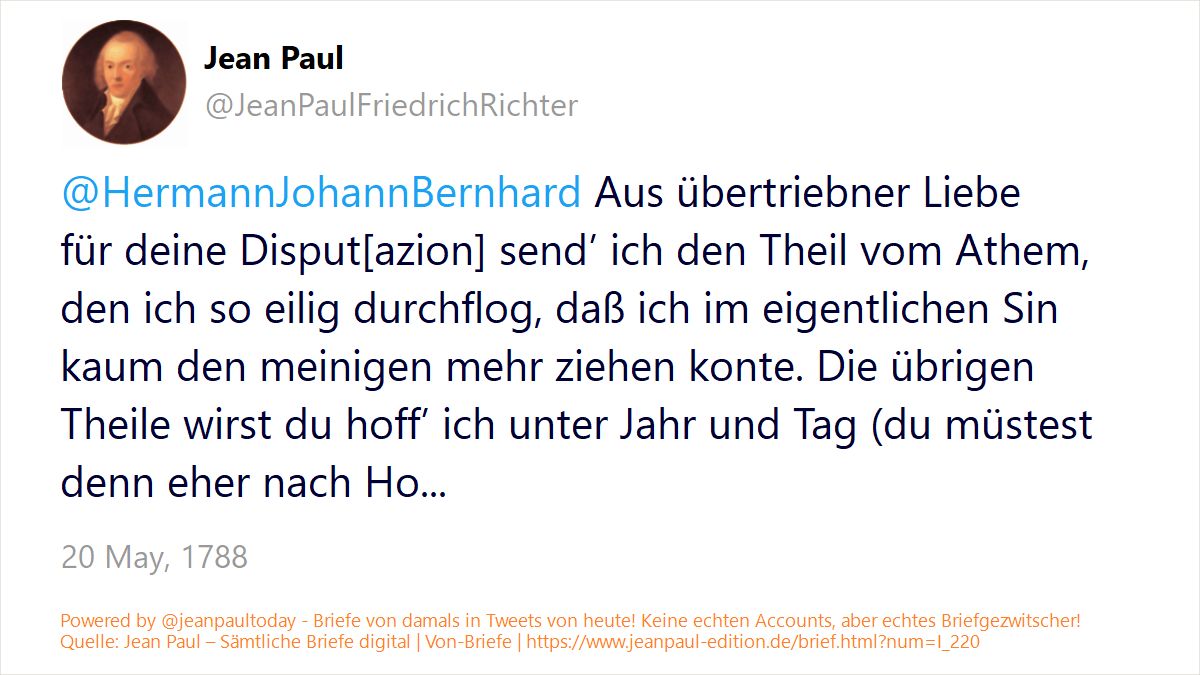 Jean Paul
@JeanPaulFriedrichRichter
@HermannJohannBernhard Aus übertriebner Liebe
für deine Disput[azion] send’ ich den Theil vom Athem,
den ich so eilig durchflog, daß ich im eigentlichen Sin
kaum den meinigen mehr ziehen konte. Die übrigen
Theile wirst du hoff’ ich unter Jahr und Tag (du müstest
denn eher nach Ho...
20 May, 1788
Powered by @jeanpaultoday - Briefe von damals in Tweets von heute! Keine echten Accounts, aber echtes Briefgezwitscher!
Quelle: Jean Paul – Sämtliche Briefe digital | Von-Briefe | https://www.jeanpaul-edition.de/brief.html?num=I_220